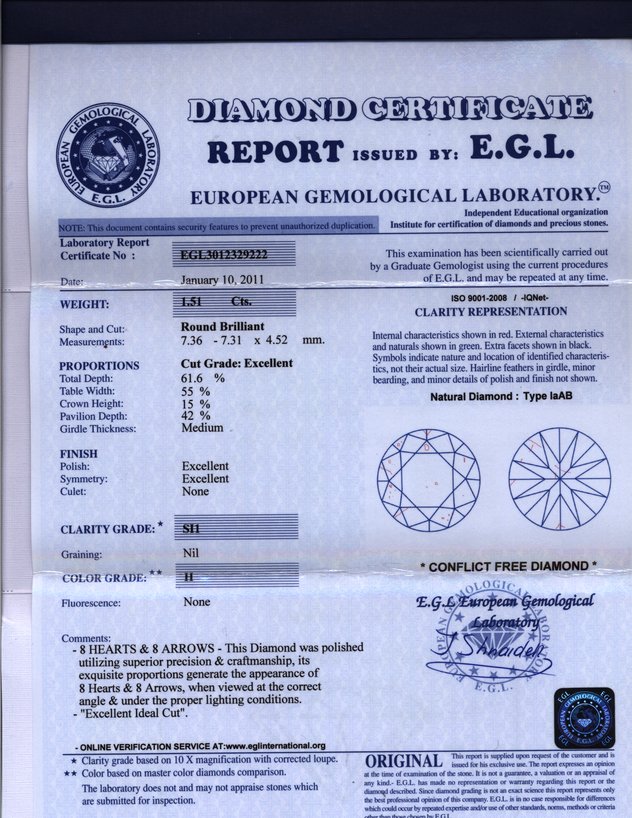 EUROPEAN GEMOLOGICAL LABORATORY
E.G.L.
DIAMOND CERTIFICATE
REPORT ISSUED BY: E.G.L.
EUROPEAN GEMOLOGICAL LABORATORY.™
Independent Educational organization
Institute for certification of diamonds and precious stones.
NOTE: This document contains security features to prevent unauthorized duplication.
Laboratory Report
Certificate No : EGL3012329222
Date: January 10, 2011
WEIGHT: 1.51 Cts.
Shape and Cut: Round Brilliant
Measurements: 7.36 - 7.31 x 4.52 mm.
PROPORTIONS Cut Grade: Excellent
Total Depth: 61.6 %
Table Width: 55 %
Crown Height: 15 %
Pavilion Depth: 42 %
Girdle Thickness: Medium
FINISH
Polish: Excellent
Symmetry: Excellent
Culet: None
CLARITY GRADE: * SI1
Graining: Nil
COLOR GRADE: ** H
Fluorescence: None
Comments:
- 8 HEARTS & 8 ARROWS - This Diamond was polished
utilizing superior precision & craftmanship, its
exquisite proportions generate the appearance of
8 Hearts & 8 Arrows, when viewed at the correct
angle & under the proper lighting conditions.
- "Excellent Ideal Cut".
- ONLINE VERIFICATION SERVICE AT:www.eglinternational.org
* Clarity grade based on 10 X magnification with corrected loupe.
** Color based on master color diamonds comparison.
The laboratory does not and may not appraise stones which
are submitted for inspection.
This examination has been scientifically carried out
by a Graduate Gemologist using the current procedures
of E.G.L. and may be repeated at any time.
ISO 9001-2008 / -IQNet-
CLARITY REPRESENTATION
Internal characteristics shown in red. External characteristics
and naturals shown in green. Extra facets shown in black.
Symbols indicate nature and location of identified characteris-
tics, not their actual size. Hairline feathers in girdle, minor
bearding, and minor details of polish and finish not shown.
Natural Diamond : Type IaAB
* CONFLICT FREE DIAMOND *
E.G.L European Gemological
Laboratory
E.G.L.
ORIGINAL
This report is supplied upon request of the customer and is
issued for his exclusive use. The report expresses an opinion
at the time of examination of the stone. It is not a guarantee, a valuation or an appraisal of
any kind.- E.G.L. has made no representation or warranty regarding this report or the
diamond described. Since diamond grading is not an exact science this report represents only
the best professional opinion of this company. E.G.L. is in no case responsible for differences
which could occur by repeated expertise and/or use of other standards, norms, methods or criteria
other than those chosen by E.G.L.